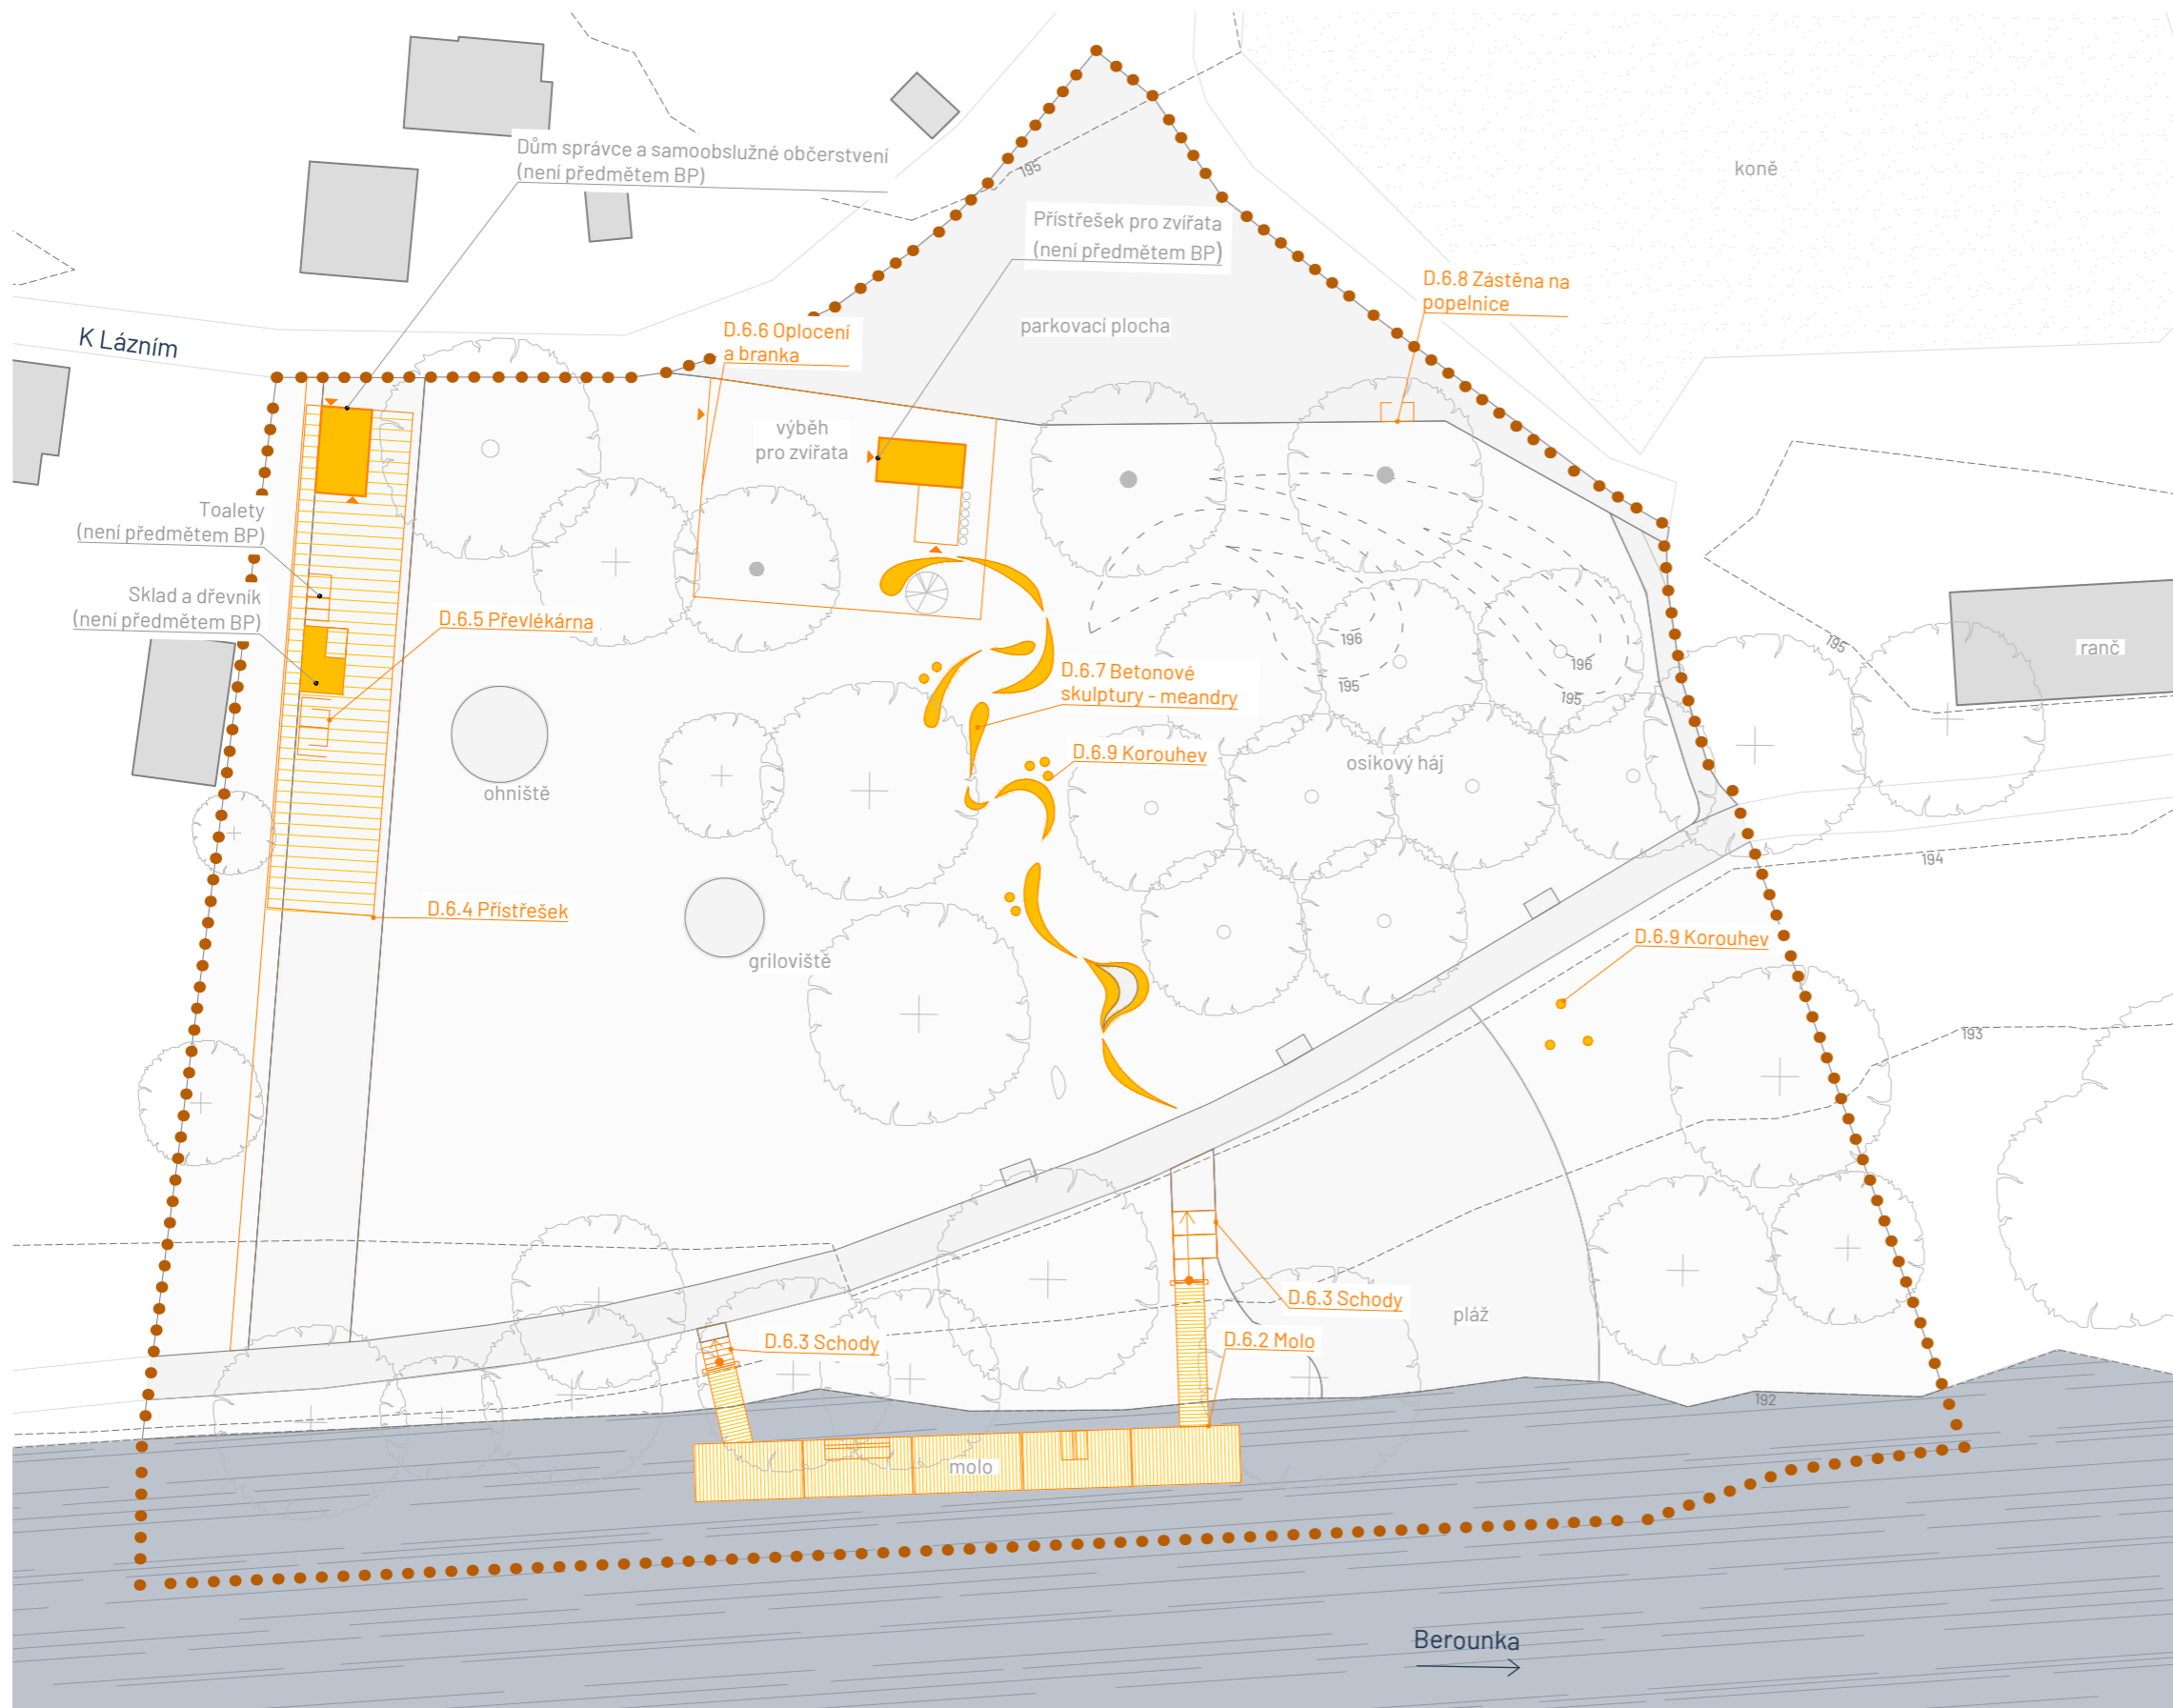 koně
Dům správce a samoobslužné občerstvení
(není předmětem BP)
195
Přístřešek pro zvířata
(není předmětem BP)
D.6.8 Zástěna na
popelnice
K Lázním
D.6.6 Oplocení
a branka
parkovací plocha
výběh
pro zvířata
Toalety
(není předmětem BP)
Sklad a dřevník
(není předmětem BP)
D.6.5 Převlékárna
196
196
195
195
195
ranč
D.6.7 Betonové
skulptury - meandry
D.6.9 Korouhev
osikový háj
ohniště
194
D.6.4 Přístřešek
D.6.9 Korouhev
griloviště
193
D.6.3 Schody
pláž
D.6.3 Schody
D.6.2 Molo
192
molo
Berounka